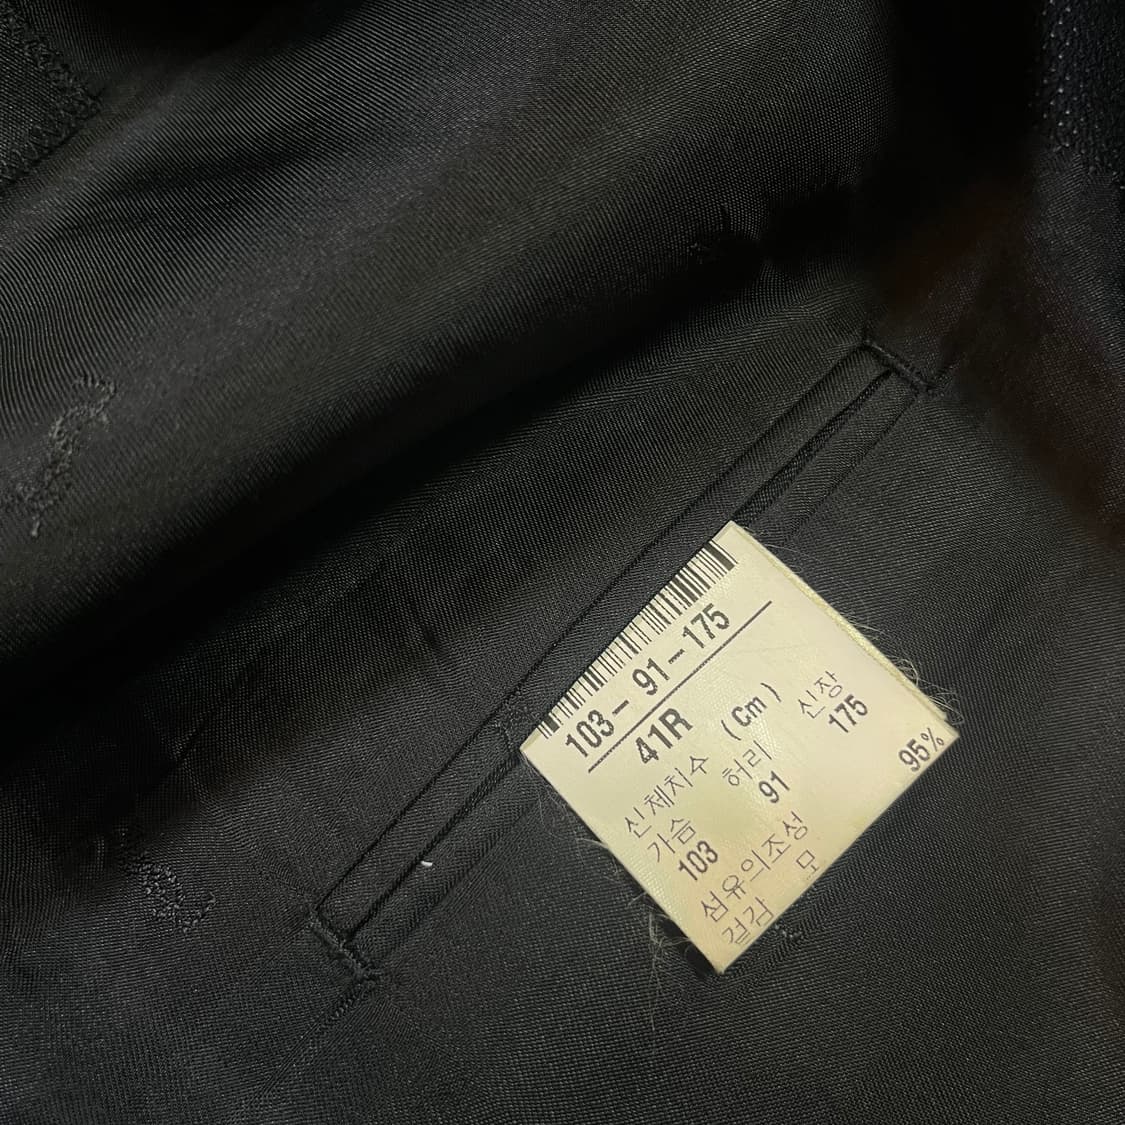 103- 91-175
41R
신체치수 (Cm)
가슴 허리 신장
103 91 175
섬유의조성
겉감 모 95%